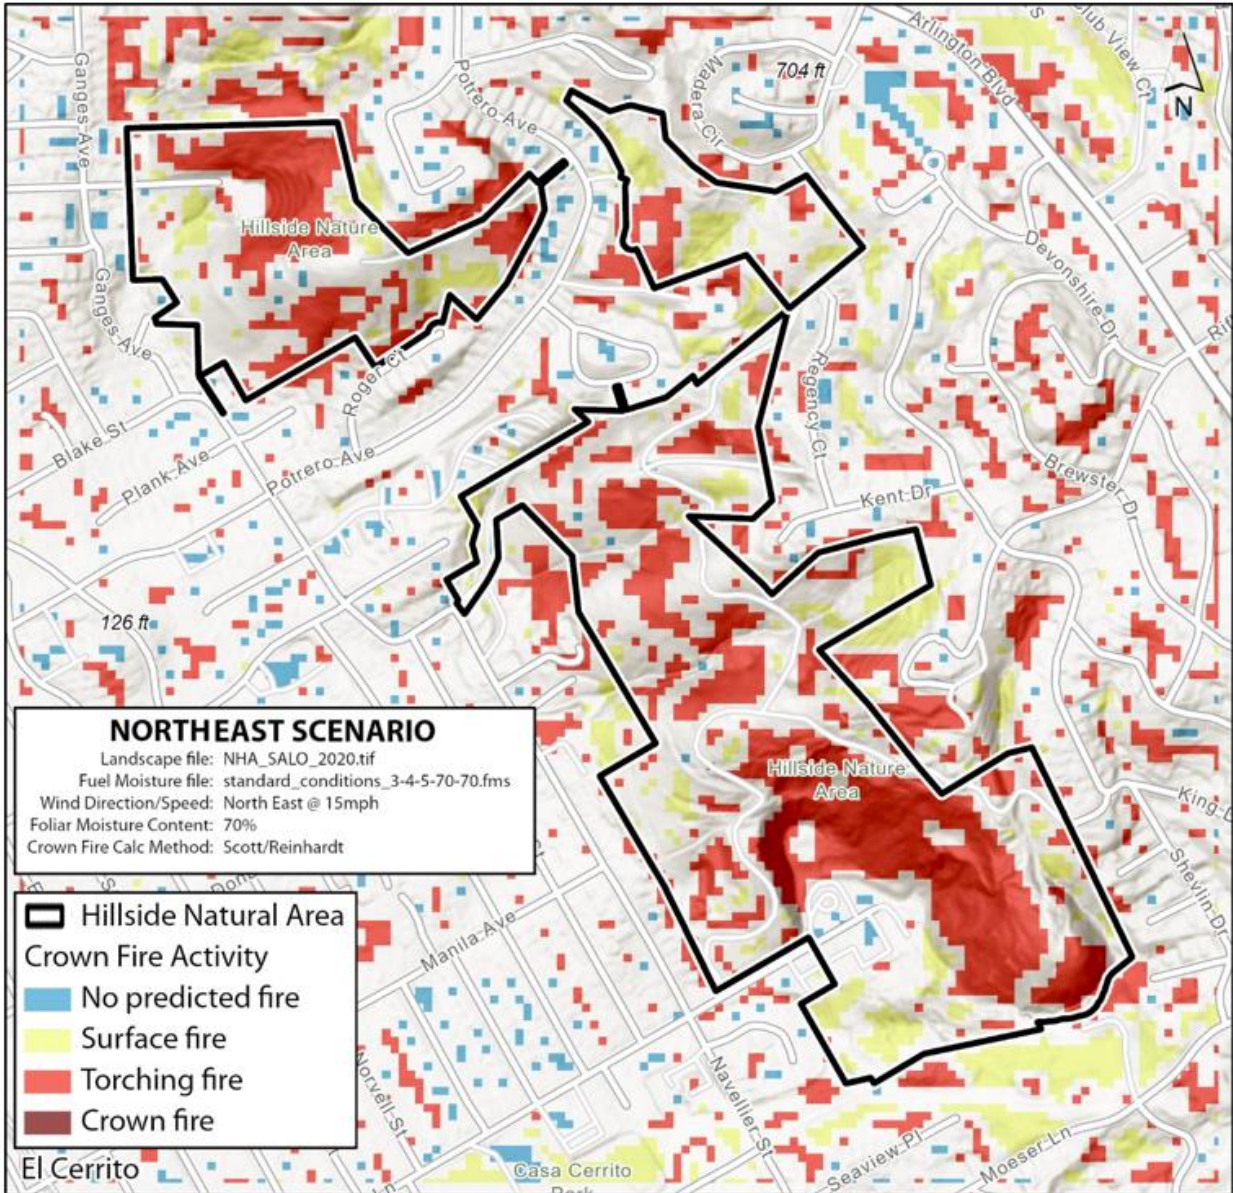 Ganges Ave
Potrero Ave
Madera Cir
704 ft
Arlington Blvd
Club View Ct
N
Hillside Nature
Area
Devonshire Dr
Ganges Ave
Roger Ct
Regency Ct
Blake St
Plank Ave
Potrero Ave
Kent Dr
Brewster Dr
126 ft
NORTHEAST SCENARIO
Landscape file: NHA_SALO_2020.tif
Fuel Moisture file: standard_conditions_3-4-5-70-70.fms
Wind Direction/Speed: North East @ 15mph
Foliar Moisture Content: 70%
Crown Fire Calc Method: Scott/Reinhardt
Hillside Nature
Area
King
Shevlin Dr
Manila Ave
Hillside Natural Area
Crown Fire Activity
No predicted fire
Surface fire
Torching fire
Crown fire
Norvell St
Navellier St
Seaview Pl
Moeser Ln
Casa Cerrito
Park
El Cerrito